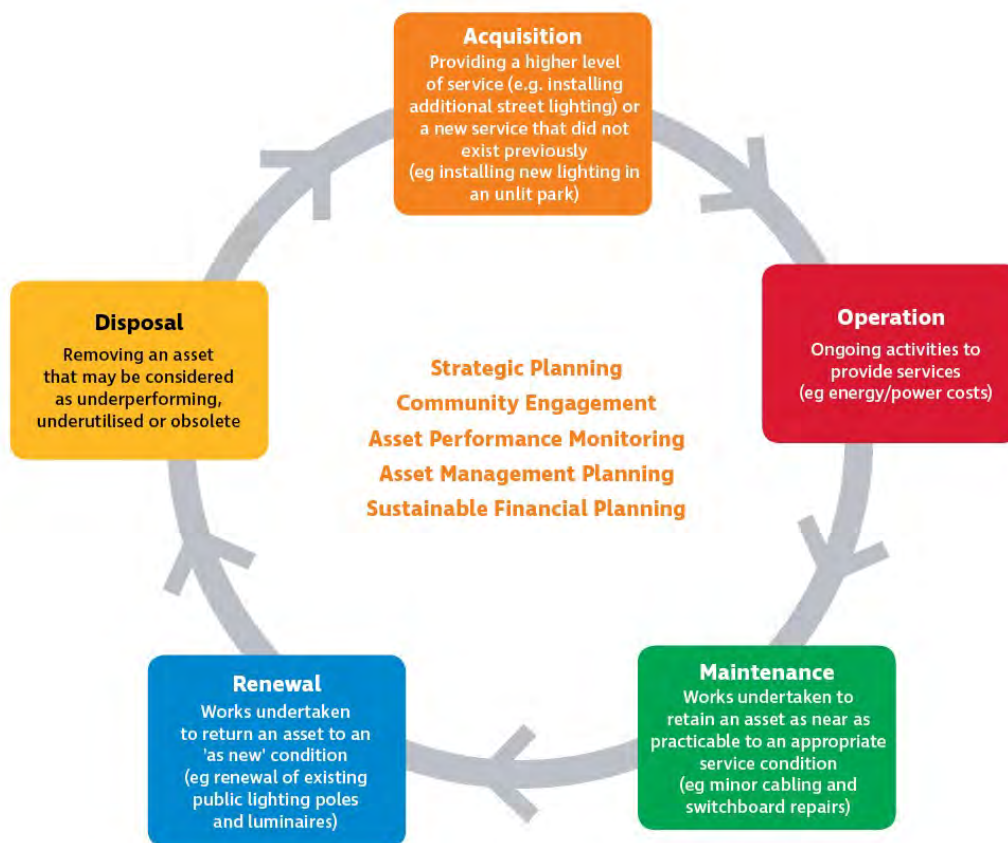 Acquisition
Providing a higher level
of service (e.g. installing
additional street lighting) or
a new service that did not
exist previously
(eg installing new lighting in
an unlit park)
Operation
Ongoing activities to
provide services
(eg energy/power costs)
Maintenance
Works undertaken to
retain an asset as near as
practicable to an appropriate
service condition
(eg minor cabling and
switchboard repairs)
Renewal
Works undertaken
to return an asset to an
'as new' condition
(eg renewal of existing
public lighting poles
and luminaires)
Disposal
Removing an asset
that may be considered
as underperforming,
underutilised or obsolete
Strategic Planning
Community Engagement
Asset Performance Monitoring
Asset Management Planning
Sustainable Financial Planning